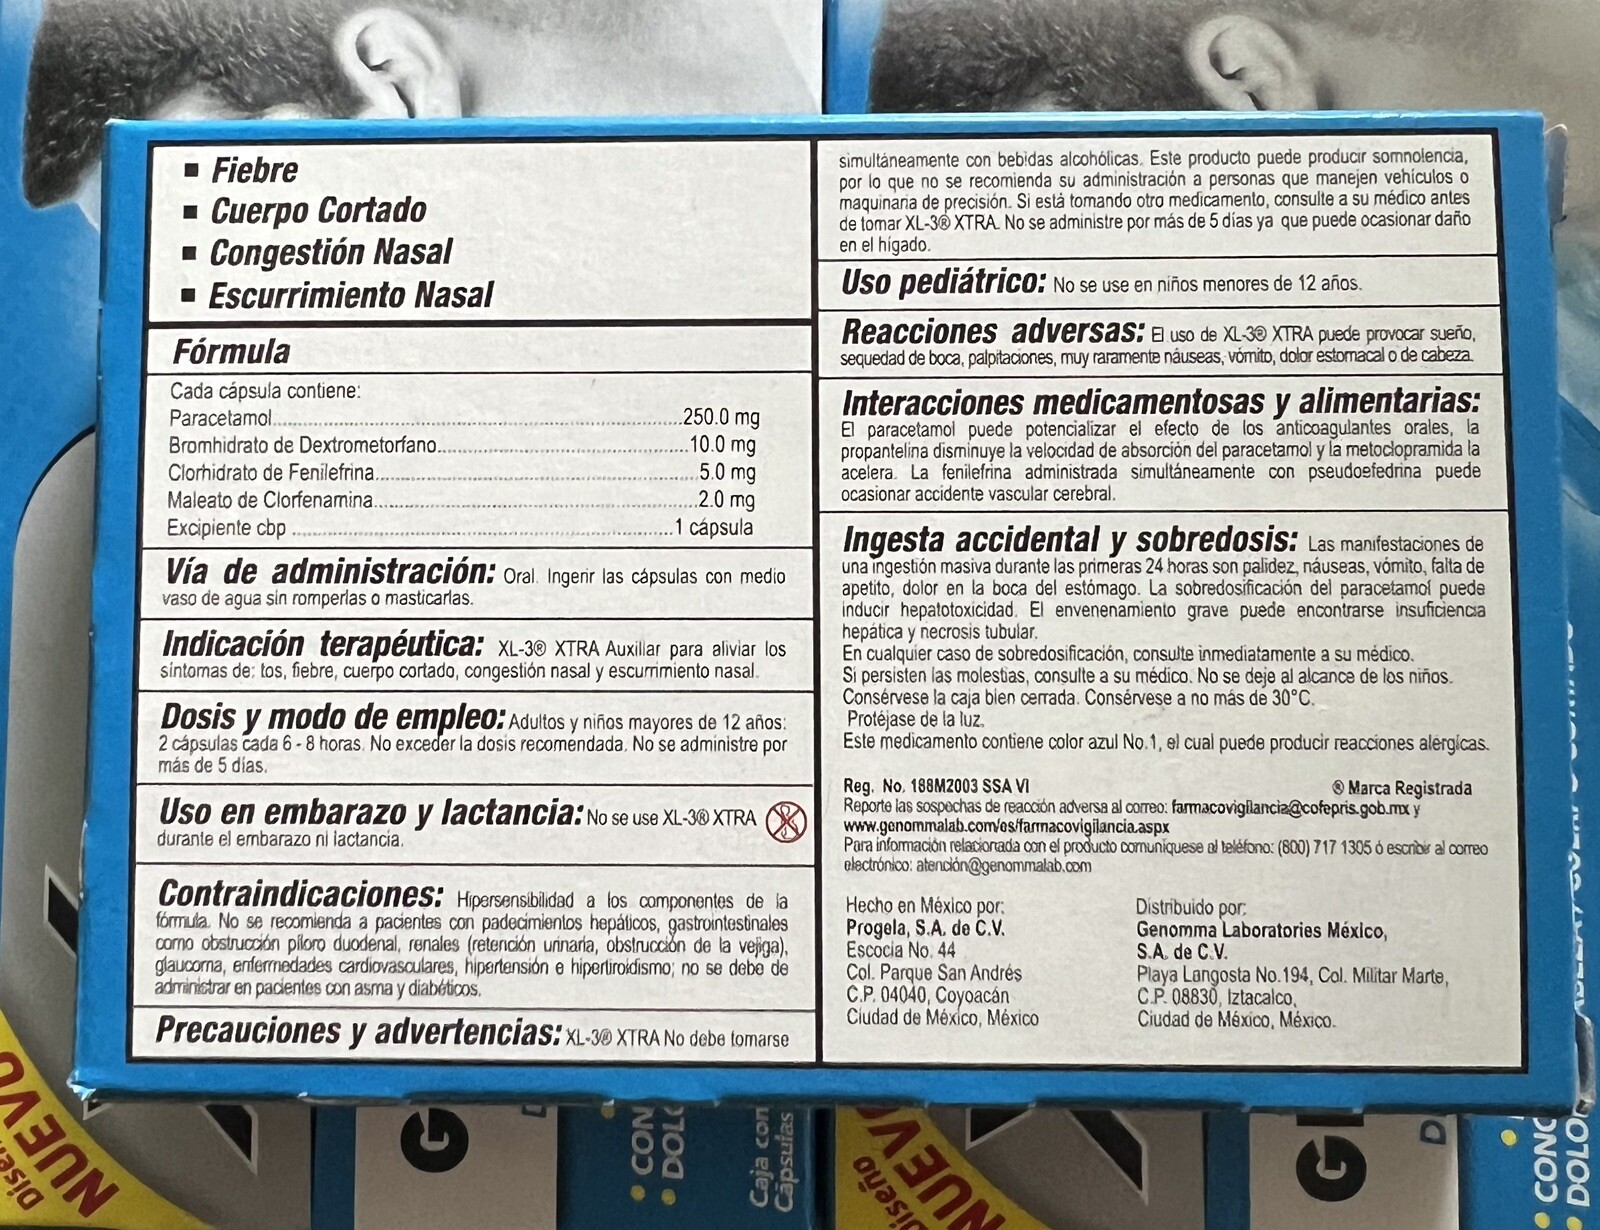 ▪ Fiebre
▪ Cuerpo Cortado
▪ Congestión Nasal
▪ Escurrimiento Nasal
Fórmula
Cada cápsula contiene:
Paracetamol..........250.0 mg
Bromhidrato de Dextrometorfano..........10.0 mg
Clorhidrato de Fenilefrina..........5.0 mg
Maleato de Clorfenamina..........2.0 mg
Excipiente cbp ..........1 cápsula
Vía de administración: Oral. Ingerir las cápsulas con medio
vaso de agua sin romperlas o masticarlas.
Indicación terapéutica: XL-3® XTRA Auxiliar para aliviar los
síntomas de: tos, fiebre, cuerpo cortado, congestión nasal y escurrimiento nasal.
Dosis y modo de empleo: Adultos y niños mayores de 12 años:
2 cápsulas cada 6 - 8 horas. No exceder la dosis recomendada. No se administre por
más de 5 días.
Uso en embarazo y lactancia: No se use XL-3® XTRA
durante el embarazo ni lactancia.
Contraindicaciones: Hipersensibilidad a los componentes de la
fórmula. No se recomienda a pacientes con padecimientos hepáticos, gastrointestinales
como obstrucción píloro duodenal, renales (retención urinaria, obstrucción de la vejiga),
glaucoma, enfermedades cardiovasculares, hipertensión e hipertiroidismo; no se debe de
administrar en pacientes con asma y diabéticos.
Precauciones y advertencias: XL-3® XTRA No debe tomarse
simultáneamente con bebidas alcohólicas. Este producto puede producir somnolencia,
por lo que no se recomienda su administración a personas que manejen vehículos o
maquinaria de precisión. Si está tomando otro medicamento, consulte a su médico antes
de tomar XL-3® XTRA. No se administre por más de 5 días ya que puede ocasionar daño
en el hígado.
Uso pediátrico: No se use en niños menores de 12 años.
Reacciones adversas: El uso de XL-3® XTRA puede provocar sueño,
sequedad de boca, palpitaciones, muy raramente náuseas, vómito, dolor estomacal o de cabeza.
Interacciones medicamentosas y alimentarias:
El paracetamol puede potencializar el efecto de los anticoagulantes orales, la
propantelina disminuye la velocidad de absorción del paracetamol y la metoclopramida la
acelera. La fenilefrina administrada simultáneamente con pseudoefedrina puede
ocasionar accidente vascular cerebral.
Ingesta accidental y sobredosis: Las manifestaciones de
una ingestión masiva durante las primeras 24 horas son palidez, náuseas, vómito, falta de
apetito, dolor en la boca del estómago. La sobredosificación del paracetamol puede
inducir hepatotoxicidad. El envenenamiento grave puede encontrarse insuficiencia
hepática y necrosis tubular.
En cualquier caso de sobredosificación, consulte inmediatamente a su médico.
Si persisten las molestias, consulte a su médico. No se deje al alcance de los niños.
Consérvese la caja bien cerrada. Consérvese a no más de 30°C.
Protéjase de la luz.
Este medicamento contiene color azul No.1, el cual puede producir reacciones alérgicas.
Reg. No. 188M2003 SSA VI
® Marca Registrada
Reporte las sospechas de reacción adversa al correo: farmacovigilancia@cofepris.gob.mx y
www.genommalab.com/es/farmacovigilancia.aspx
Para información relacionada con el producto comuníquese al teléfono: (800) 717 1305 ó escribir al correo
electrónico: atención@genommalab.com
Hecho en México por:
Progela, S.A. de C.V.
Escocia No. 44
Col. Parque San Andrés
C.P. 04040, Coyoacán
Ciudad de México, México
Distribuido por:
Genomma Laboratories México,
S.A. de C.V.
Playa Langosta No.194, Col. Militar Marte,
C.P. 08830, Iztacalco,
Ciudad de México, México.
NUEVO
• CON
• DOLO
Caja con
Cápsulas
Diseño
NUEV
• CONG
• DOLOR